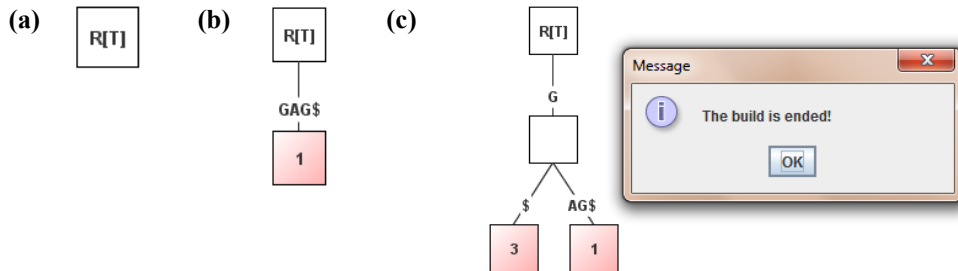 (a)
R[T]
(b)
R[T]
GAG$
1
(c)
R[T]
G
$ AG$
3 1
Message
The build is ended!
OK